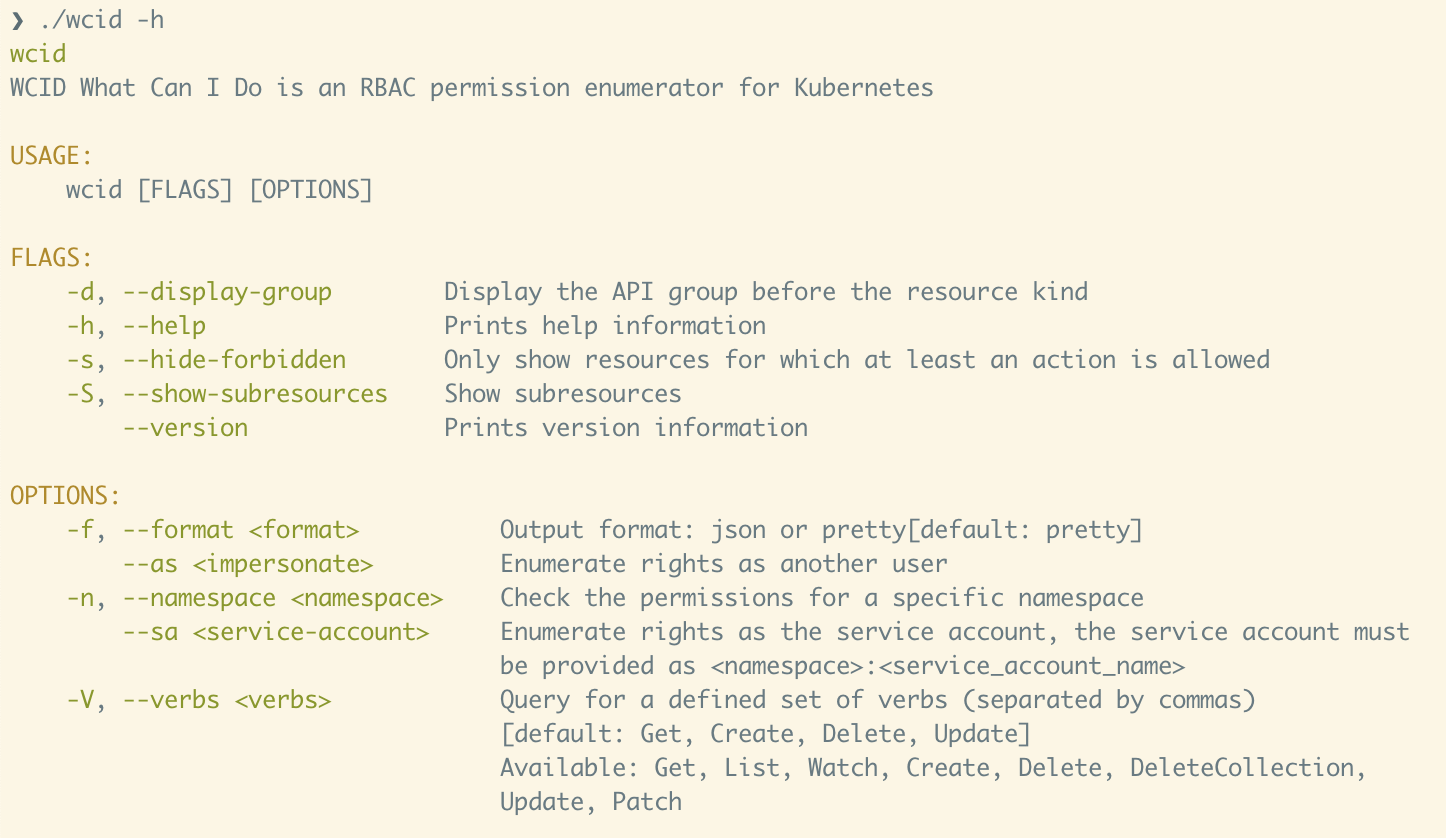 ❯ ./wcid -h
wcid
WCID What Can I Do is an RBAC permission enumerator for Kubernetes

USAGE:
    wcid [FLAGS] [OPTIONS]

FLAGS:
    -d, --display-group        Display the API group before the resource kind
    -h, --help                 Prints help information
    -s, --hide-forbidden       Only show resources for which at least an action is allowed
    -S, --show-subresources    Show subresources
        --version              Prints version information

OPTIONS:
    -f, --format <format>          Output format: json or pretty[default: pretty]
        --as <impersonate>         Enumerate rights as another user
    -n, --namespace <namespace>    Check the permissions for a specific namespace
        --sa <service-account>     Enumerate rights as the service account, the service account must
                                   be provided as <namespace>:<service_account_name>
    -V, --verbs <verbs>            Query for a defined set of verbs (separated by commas)
                                   [default: Get, Create, Delete, Update]
                                   Available: Get, List, Watch, Create, Delete, DeleteCollection,
                                   Update, Patch